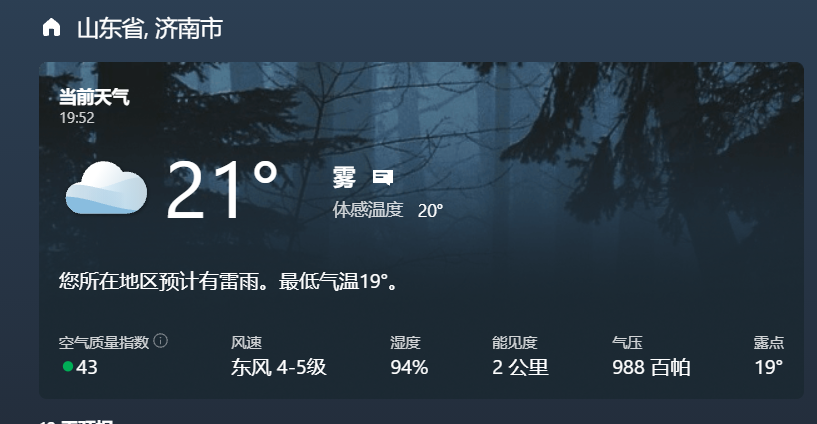 山东省, 济南市
当前天气
19:52
21°
雾
体感温度 20°
您所在地区预计有雷雨。最低气温19°。
空气质量指数 风速 湿度 能见度 气压 露点
43 东风 4-5级 94% 2 公里 988 百帕 19°